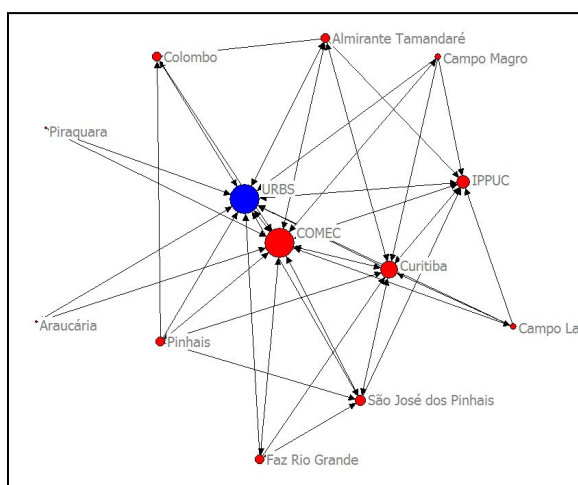 Almirante Tamandaré
Colombo
Campo Magro
Piraquara
IPPUC
URBS
COMEC
Curitiba
Araucária
Campo La
Pinhais
São José dos Pinhais
Faz Rio Grande